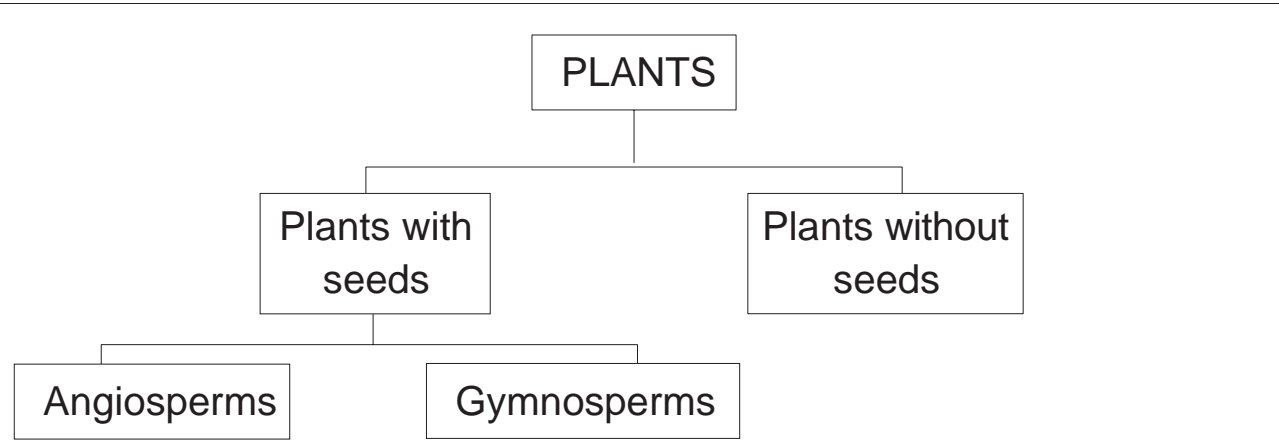 PLANTS
Plants with
seeds
Plants without
seeds
Angiosperms
Gymnosperms